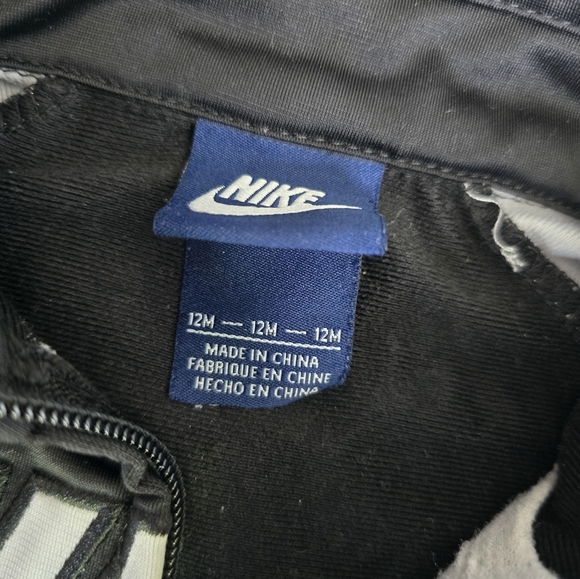 NIKE
12M — 12M — 12M
MADE IN CHINA
FABRIQUE EN CHINE
HECHO EN CHINA